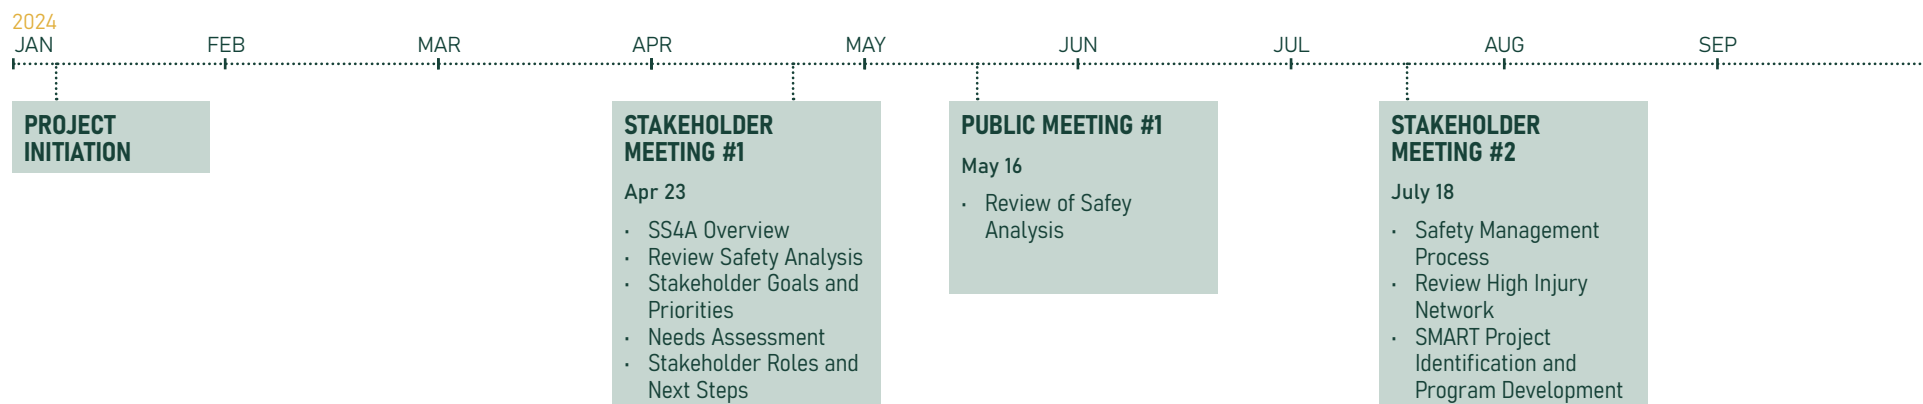 2024
JAN FEB MAR APR MAY JUN JUL AUG SEP
PROJECT
INITIATION
STAKEHOLDER
MEETING #1
Apr 23
· SS4A Overview
· Review Safety Analysis
· Stakeholder Goals and
Priorities
· Needs Assessment
· Stakeholder Roles and
Next Steps
PUBLIC MEETING #1
May 16
· Review of Safey
Analysis
STAKEHOLDER
MEETING #2
July 18
· Safety Management
Process
· Review High Injury
Network
· SMART Project
Identification and
Program Development